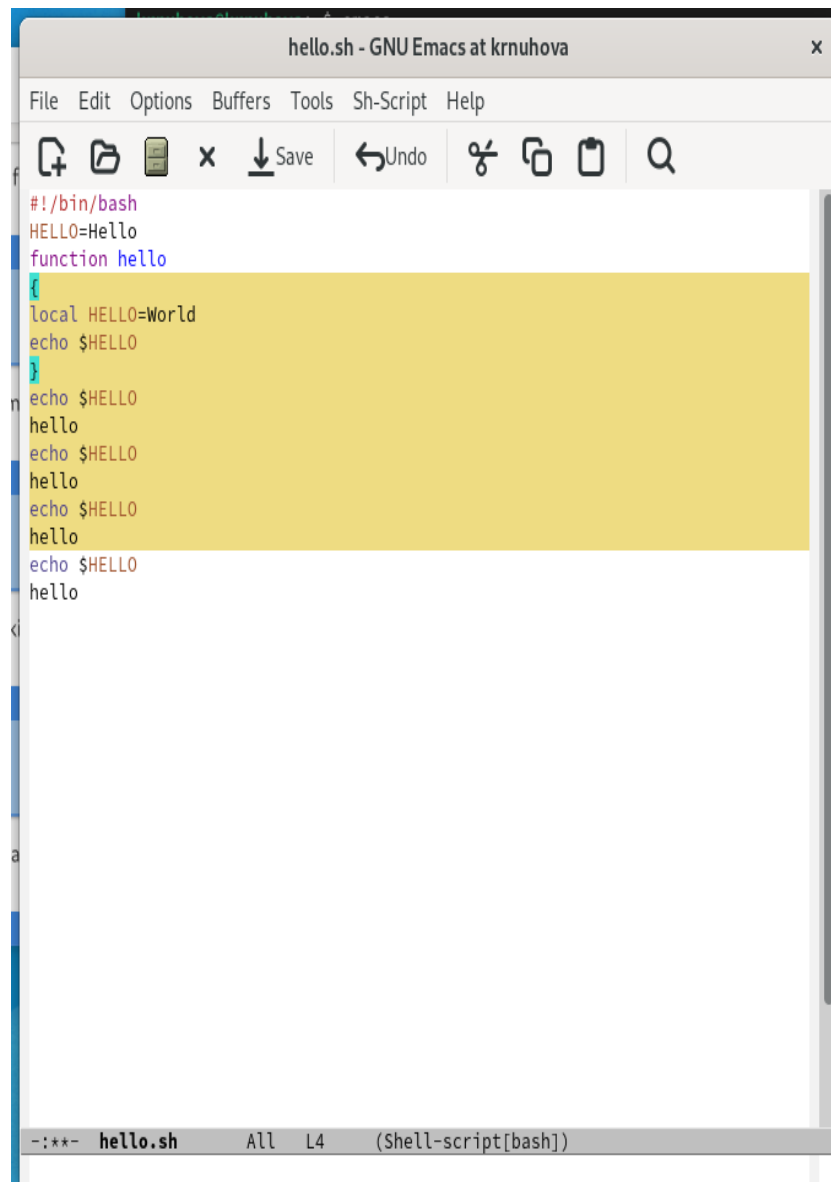 hello.sh - GNU Emacs at krnuhova
File Edit Options Buffers Tools Sh-Script Help
Save Undo
#!/bin/bash
HELLO=Hello
function hello
{
local HELLO=World
echo $HELLO
}
echo $HELLO
hello
echo $HELLO
hello
echo $HELLO
hello
echo $HELLO
hello
-:**- hello.sh All L4 (Shell-script[bash])